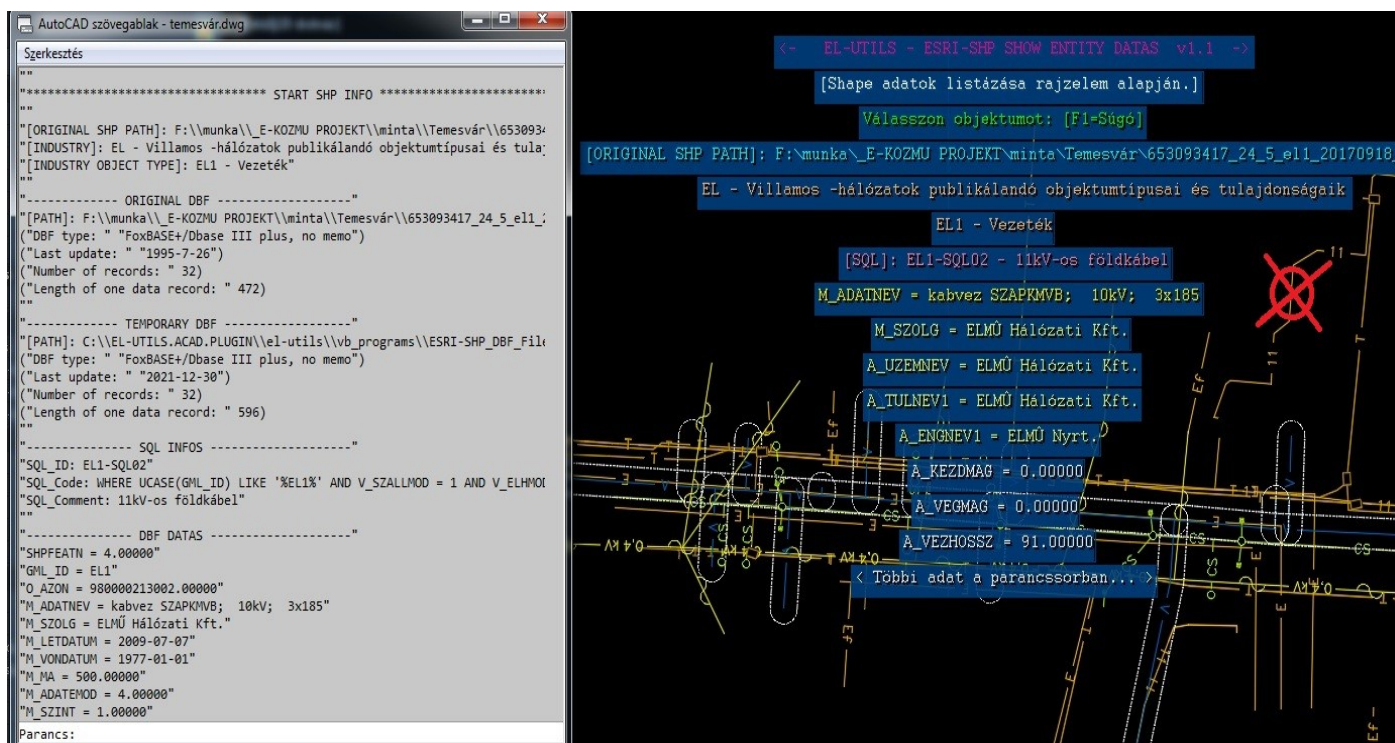 AutoCAD szövegablak - temesvár.dwg
Szerkesztés
""
"********************************** START SHP INFO **************************
""
"[ORIGINAL SHP PATH]: F:\\munka\\_E-KOZMU PROJEKT\\minta\\Temesvár\\6530934
"[INDUSTRY]: EL - Villamos -hálózatok publikálandó objektumtípusai és tulaj
"[INDUSTRY OBJECT TYPE]: EL1 - Vezeték"
""
"------------- ORIGINAL DBF -------------------"
"[PATH]: F:\\munka\\_E-KOZMU PROJEKT\\minta\\Temesvár\\653093417_24_5_el1_2
("DBF type: " "FoxBASE+/Dbase III plus, no memo")
("Last update: " "1995-7-26")
("Number of records: " 32)
("Length of one data record: " 472)
""
"------------- TEMPORARY DBF ------------------"
"[PATH]: C:\\EL-UTILS.ACAD.PLUGIN\\el-utils\\vb_programs\\ESRI-SHP_DBF_File
("DBF type: " "FoxBASE+/Dbase III plus, no memo")
("Last update: " "2021-12-30")
("Number of records: " 32)
("Length of one data record: " 596)
""
"--------------- SQL INFOS --------------------"
"SQL_ID: EL1-SQL02"
"SQL_Code: WHERE UCASE(GML_ID) LIKE '%EL1%' AND V_SZALLMOD = 1 AND V_ELHMOD
"SQL_Comment: 11kV-os földkábel"
""
"--------------- DBF DATAS --------------------"
"SHPFEATN = 4.00000"
"GML_ID = EL1"
"O_AZON = 980000213002.00000"
"M_ADATNEV = kabvez SZAPKMVB;  10kV;  3x185"
"M_SZOLG = ELMŰ Hálózati Kft."
"M_LETDATUM = 2009-07-07"
"M_VONDATUM = 1977-01-01"
"M_MA = 500.00000"
"M_ADATEMOD = 4.00000"
"M_SZINT = 1.00000"
Parancs:
<-  EL-UTILS - ESRI-SHP SHOW ENTITY DATAS  v1.1  ->
[Shape adatok listázása rajzelem alapján.]
Válasszon objektumot: [F1=Súgó]
[ORIGINAL SHP PATH]: F:\munka\_E-KOZMU PROJEKT\minta\Temesvár\653093417_24_5_el1_20170918_
EL - Villamos -hálózatok publikálandó objektumtípusai és tulajdonságaik
EL1 - Vezeték
[SQL]: EL1-SQL02 - 11kV-os földkábel
M_ADATNEV = kabvez SZAPKMVB;  10kV;  3x185
M_SZOLG = ELMÛ Hálózati Kft.
A_UZEMNEV = ELMÛ Hálózati Kft.
A_TULNEV1 = ELMÛ Hálózati Kft.
A_ENGNEV1 = ELMÛ Nyrt.
A_KEZDMAG = 0.00000
A_VEGMAG = 0.00000
A_VEZHOSSZ = 91.00000
< Többi adat a parancssorban... >